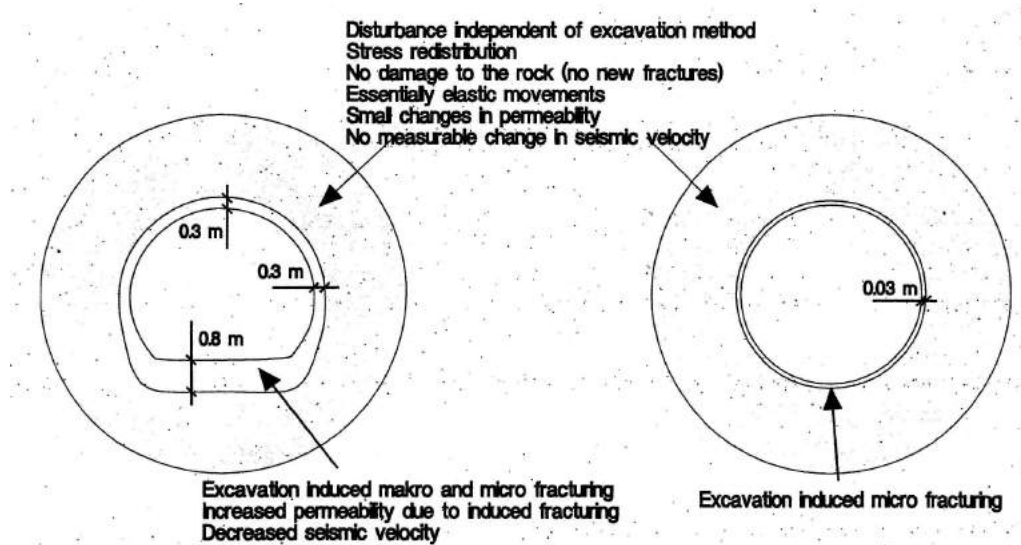 Disturbance independent of excavation method
Stress redistribution
No damage to the rock (no new fractures)
Essentially elastic movements
Small changes in permeability
No measurable change in seismic velocity
0.3 m
0.3 m
0.8 m
0.03 m
Excavation induced makro and micro fracturing
Increased permeability due to induced fracturing
Decreased seismic velocity
Excavation induced micro fracturing